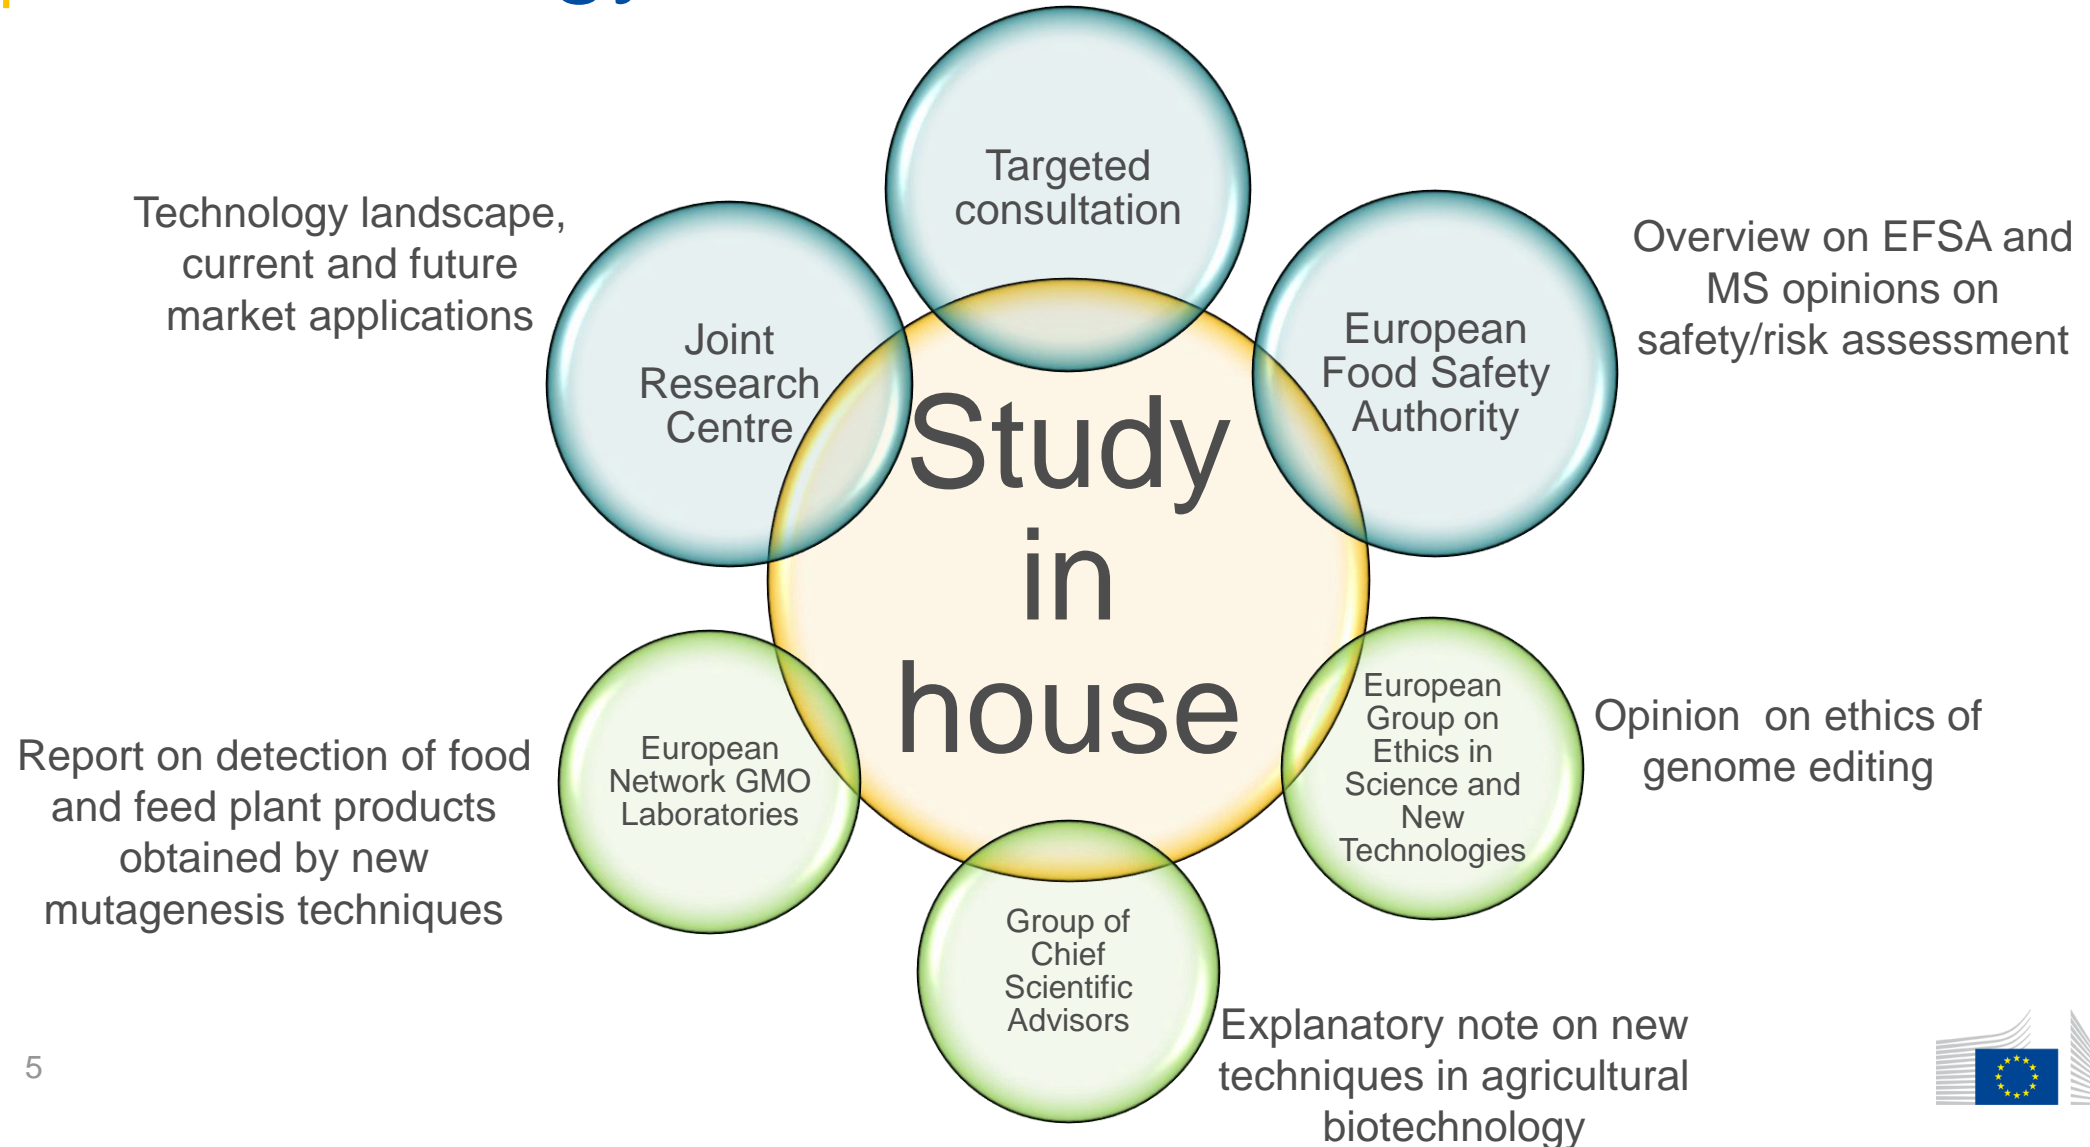 Targeted
consultation
Technology landscape,
current and future
market applications
Joint
Research
Centre
European
Food Safety
Authority
Overview on EFSA and
MS opinions on
safety/risk assessment
Study
in
house
European
Network GMO
Laboratories
Report on detection of food
and feed plant products
obtained by new
mutagenesis techniques
European
Group on
Ethics in
Science and
New
Technologies
Opinion  on ethics of
genome editing
Group of
Chief
Scientific
Advisors
Explanatory note on new
techniques in agricultural
biotechnology
5